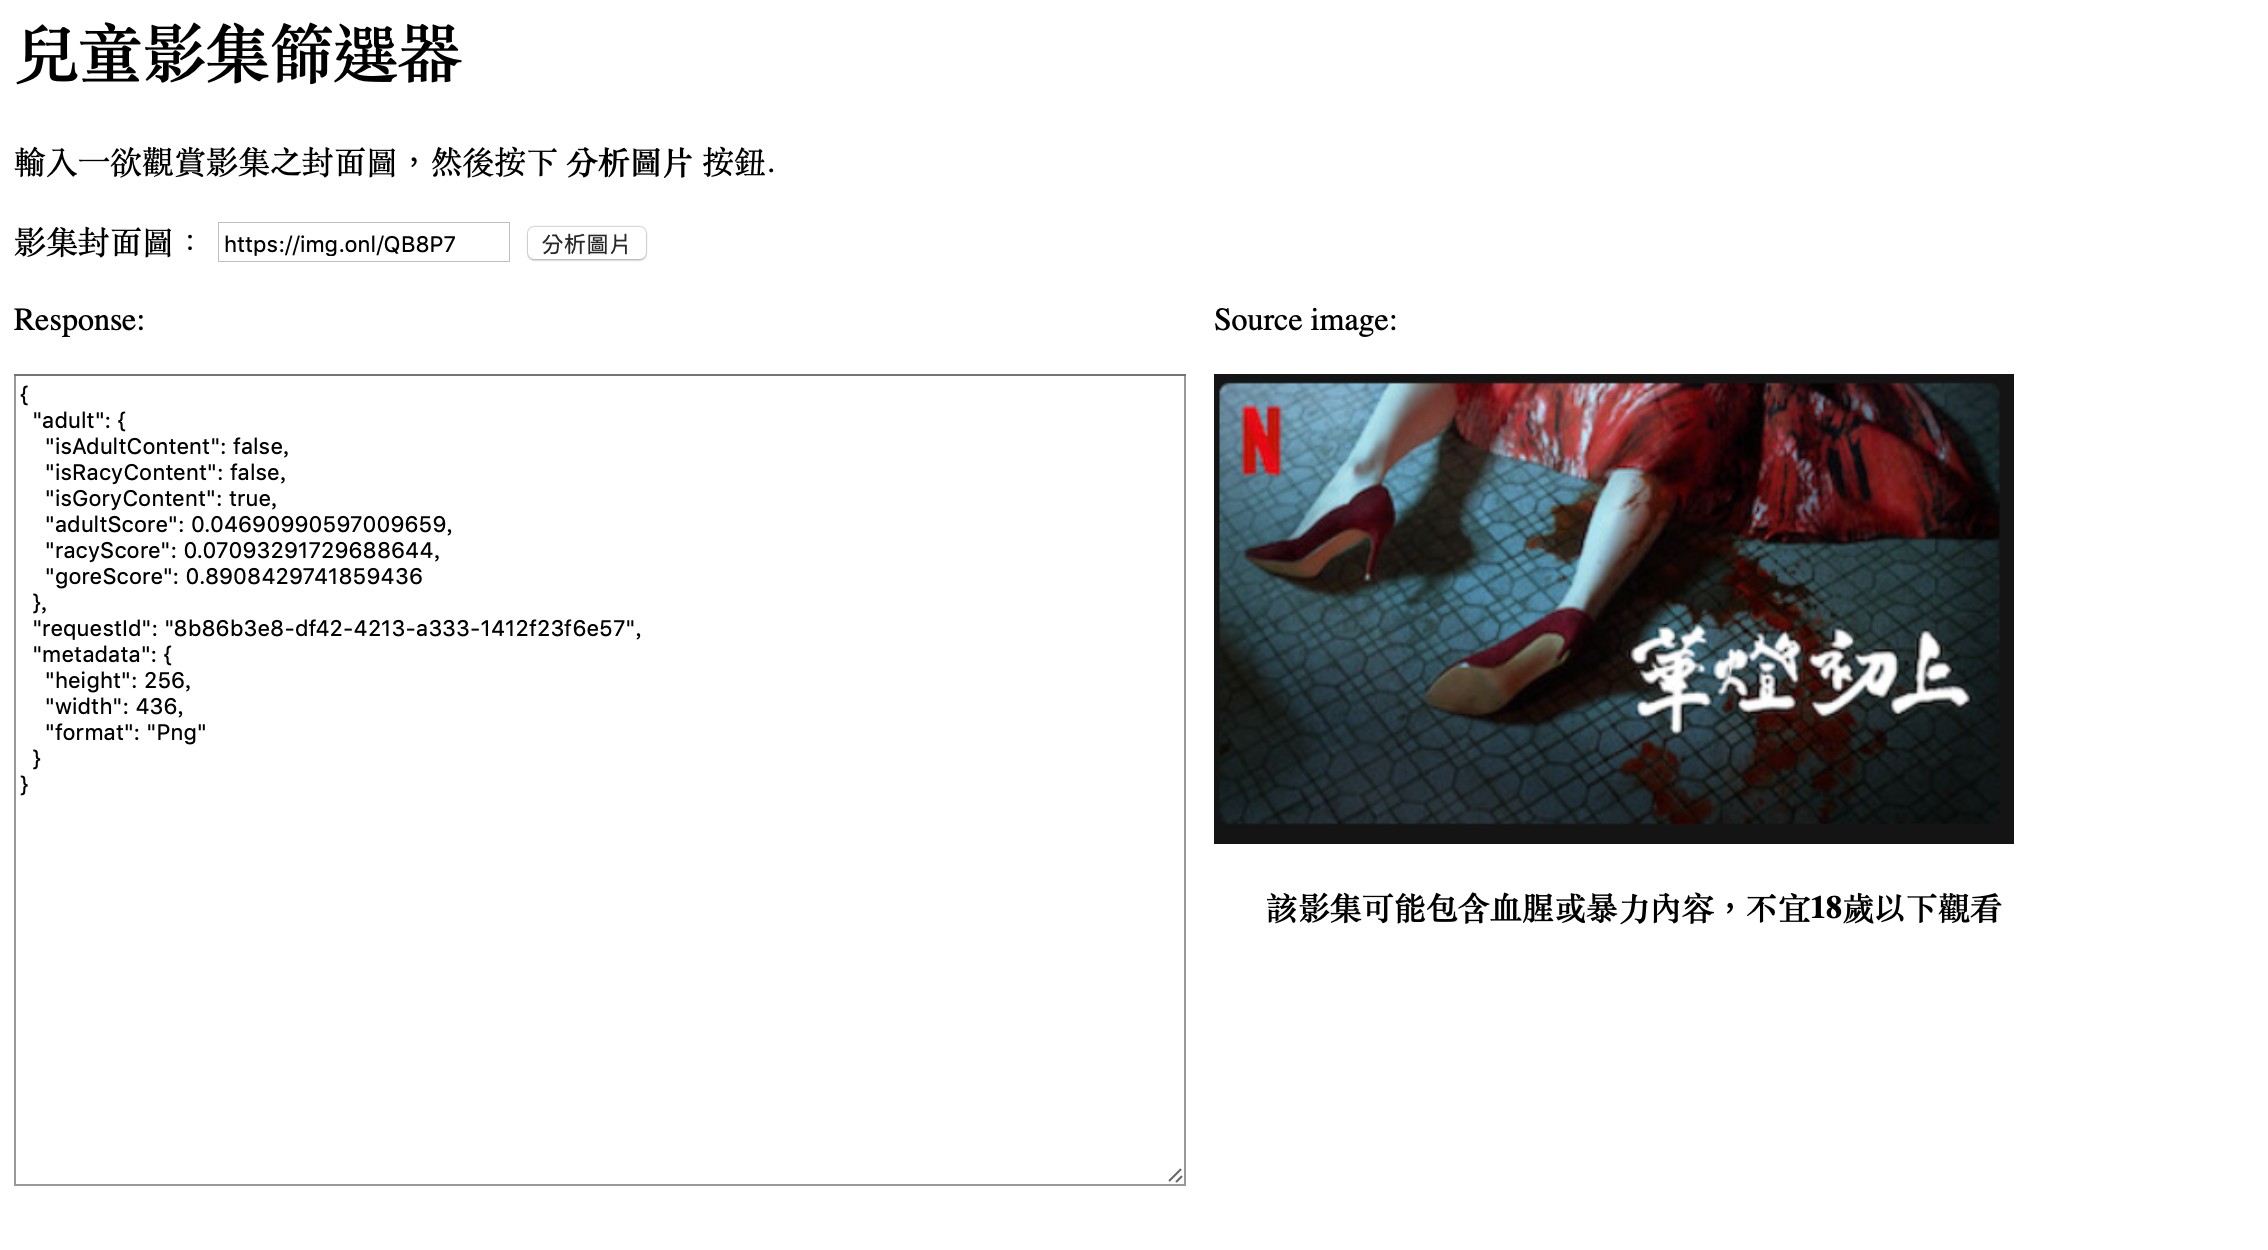 兒童影集篩選器
輸入一欲觀賞影集之封面圖，然後按下 分析圖片 按鈕.
影集封面圖： https://img.onl/QB8P7 分析圖片
Response:
{
"adult": {
"isAdultContent": false,
"isRacyContent": false,
"isGoryContent": true,
"adultScore": 0.04690990597009659,
"racyScore": 0.07093291729688644,
"goreScore": 0.8908429741859436
},
"requestId": "8b86b3e8-df42-4213-a333-1412f23f6e57",
"metadata": {
"height": 256,
"width": 436,
"format": "Png"
}
}
Source image:
N
華燈初上
該影集可能包含血腥或暴力內容，不宜18歲以下觀看